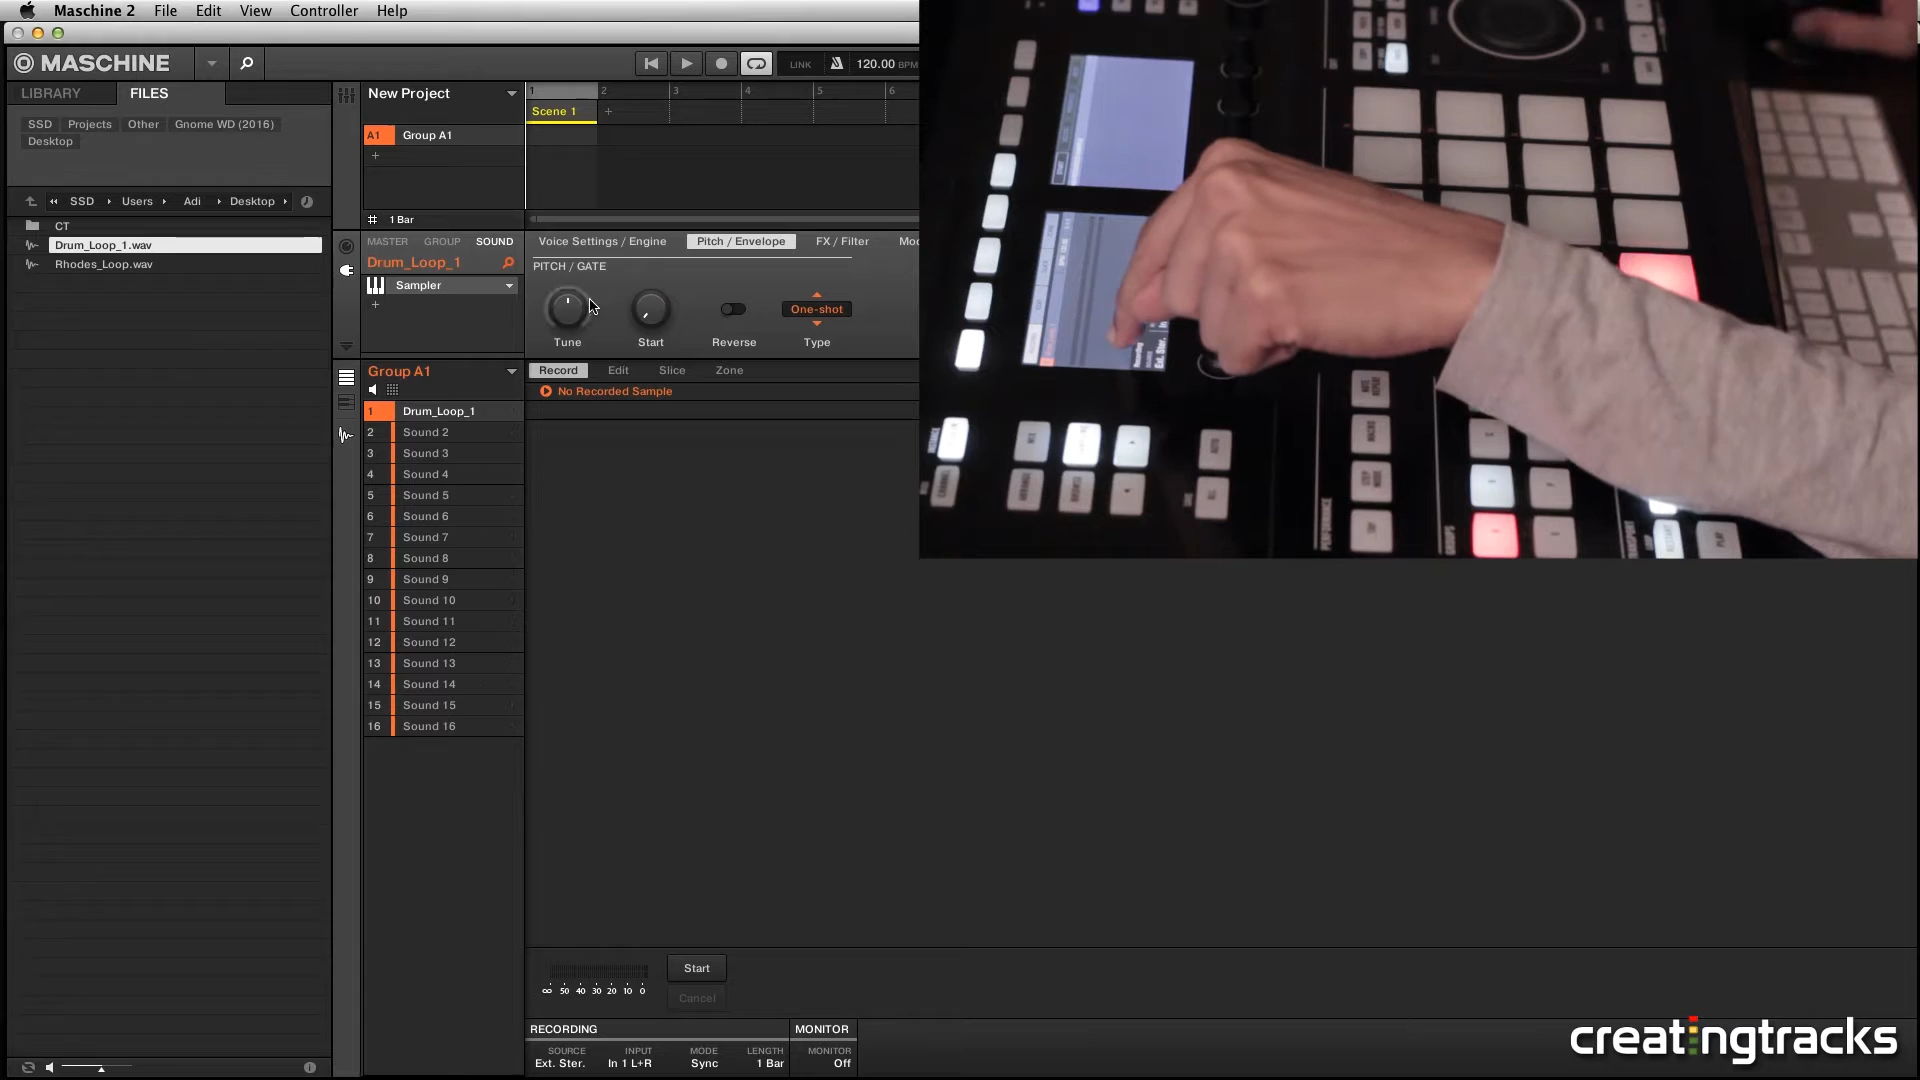 Maschine 2 File Edit View Controller Help
MASCHINE
LINK 120.00 BPM
LIBRARY FILES
SSD Projects Other Gnome WD (2016)
Desktop
SSD Users Adi Desktop
CT
Drum_Loop_1.wav
Rhodes_Loop.wav
New Project
1 2 3 4 5 6
Scene 1 +
A1 Group A1
+
1 Bar
MASTER GROUP SOUND
Drum_Loop_1
Sampler
+
Voice Settings / Engine Pitch / Envelope FX / Filter Mod
PITCH / GATE
One-shot
Tune Start Reverse Type
Group A1
Record Edit Slice Zone
No Recorded Sample
1 Drum_Loop_1
2 Sound 2
3 Sound 3
4 Sound 4
5 Sound 5
6 Sound 6
7 Sound 7
8 Sound 8
9 Sound 9
10 Sound 10
11 Sound 11
12 Sound 12
13 Sound 13
14 Sound 14
15 Sound 15
16 Sound 16
Start
Cancel
∞ 50 40 30 20 10 0
RECORDING MONITOR
SOURCE INPUT MODE LENGTH MONITOR
Ext. Ster. In 1 L+R Sync 1 Bar Off
PERFORMANCE
GROUPS
TRANSPORT
Recording
Ext. Ster.
creatingtracks